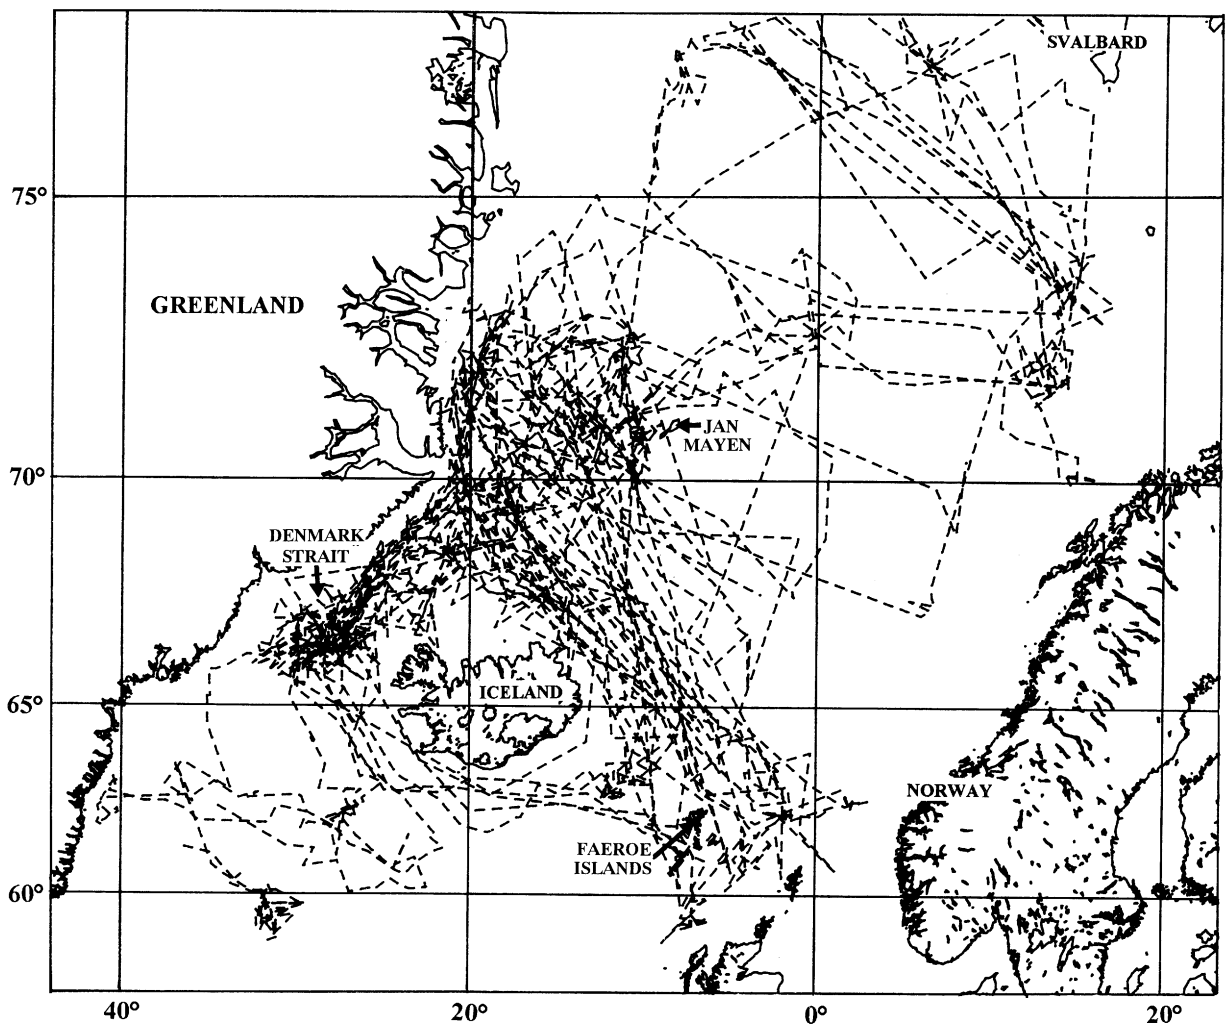 SVALBARD
75°
GREENLAND
JAN
MAYEN
70°
DENMARK
STRAIT
ICELAND
65°
NORWAY
FAEROE
ISLANDS
60°
40°
20°
0°
20°